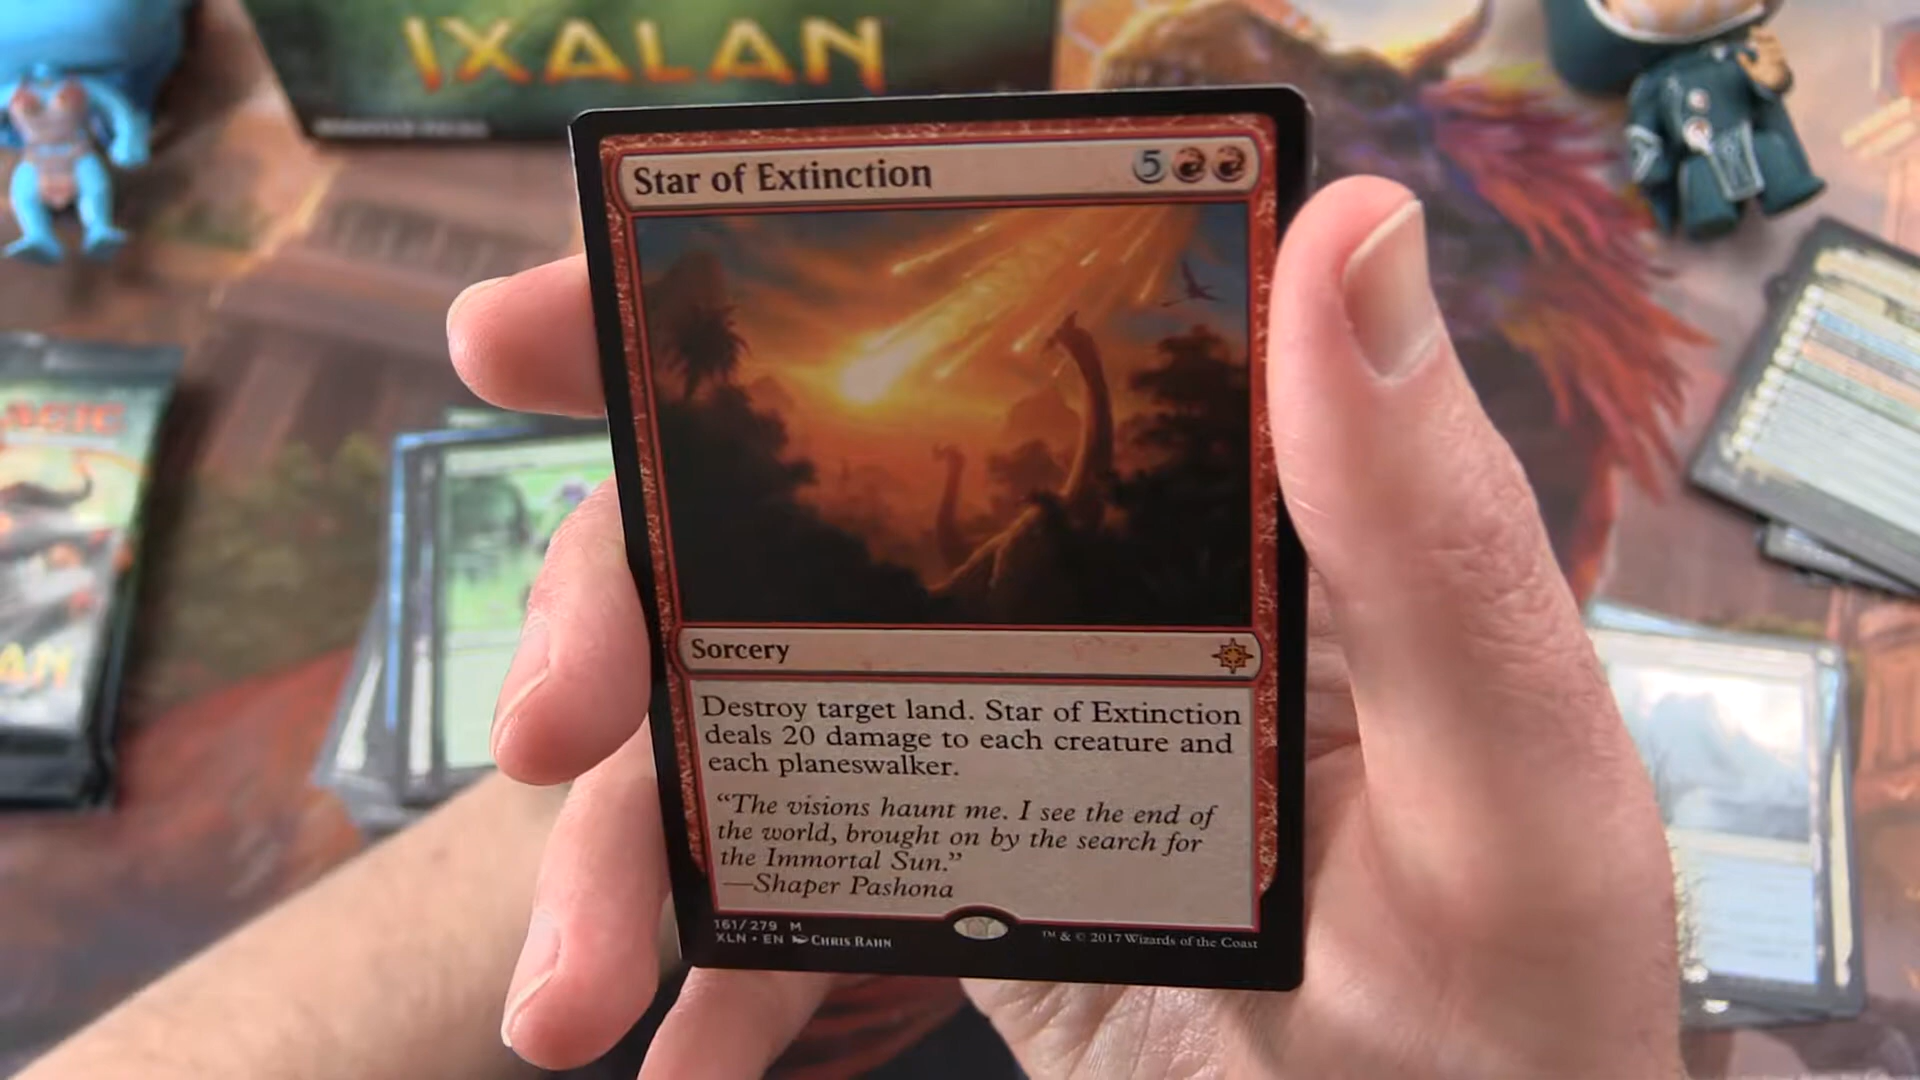 IXALAN
Star of Extinction 5
Sorcery
Destroy target land. Star of Extinction
deals 20 damage to each creature and
each planeswalker.
“The visions haunt me. I see the end of
the world, brought on by the search for
the Immortal Sun.”
—Shaper Pashona
161/279 M
XLN • EN CHRIS RAHN
™ & © 2017 Wizards of the Coast